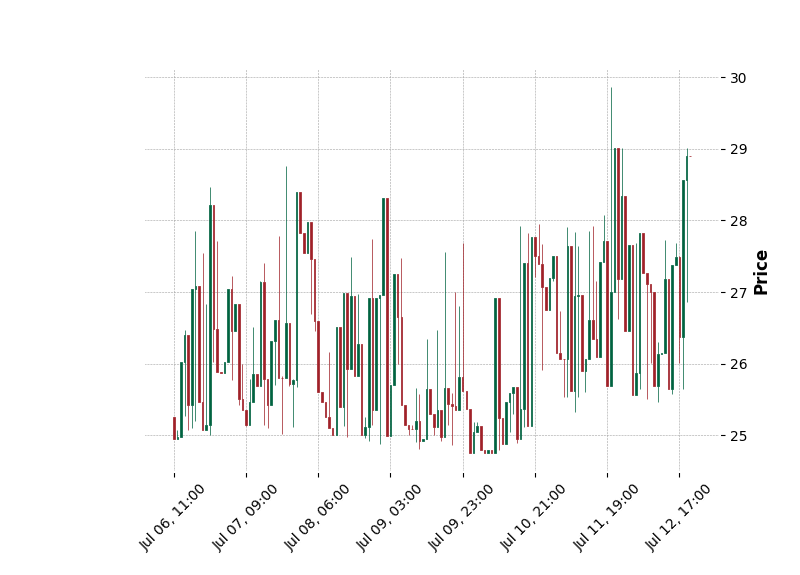 30
29
28
27
26
25
Price
Jul 06, 11:00
Jul 07, 09:00
Jul 08, 06:00
Jul 09, 03:00
Jul 09, 23:00
Jul 10, 21:00
Jul 11, 19:00
Jul 12, 17:00